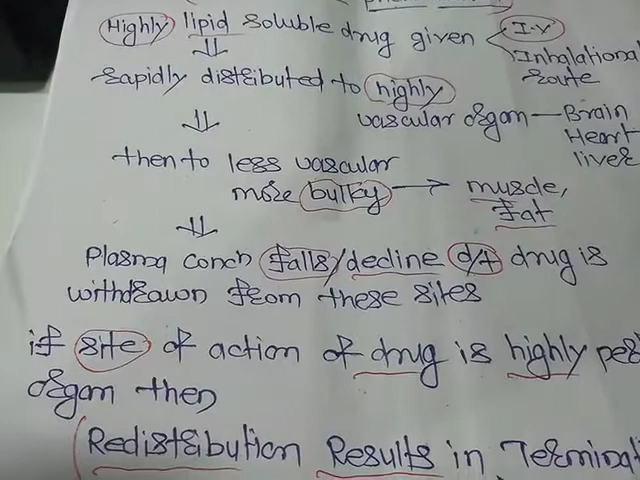 Highly lipid soluble drug given I.V
Inhalational route
rapidly distributed to highly
vascular organ — Brain
Heart
liver
then to less vascular
more bulky → muscle,
fat
Plasma concn falls/decline d/t drug is
withdrawn from these sites
if site of action of drug is highly
organ then
Redistribution Results in